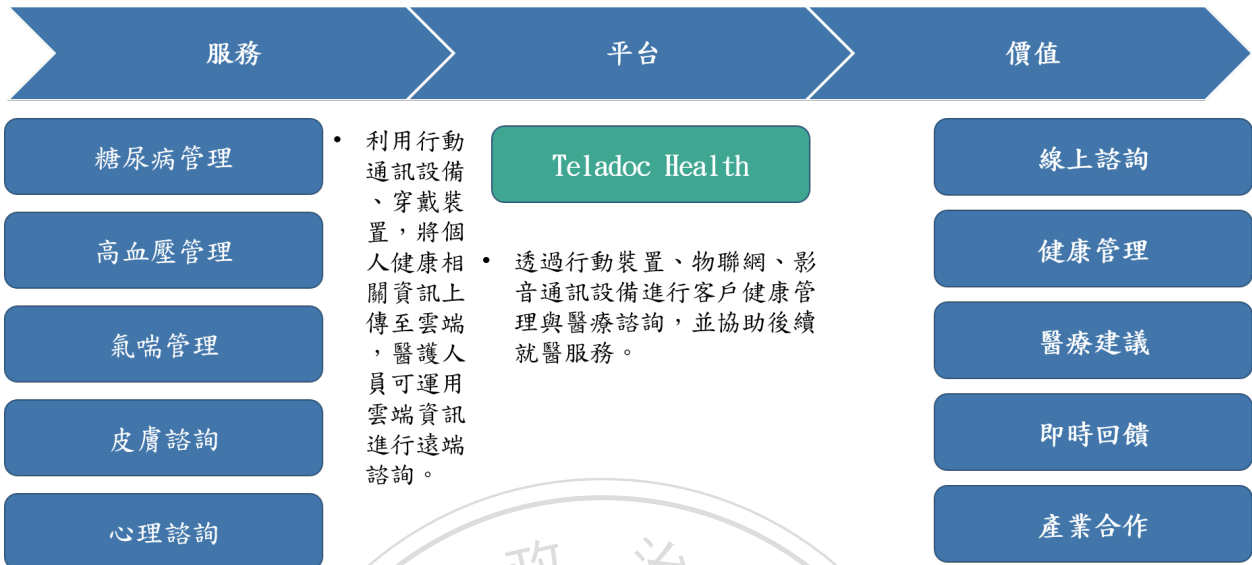 服務
平台
價值
糖尿病管理
高血壓管理
氣喘管理
皮膚諮詢
心理諮詢
• 利用行動
通訊設備
、穿戴裝
置，將個
人健康相
關資訊上
傳至雲端
，醫護人
員可運用
雲端資訊
進行遠端
諮詢。
Teladoc Health
• 透過行動裝置、物聯網、影
音通訊設備進行客戶健康管
理與醫療諮詢，並協助後續
就醫服務。
線上諮詢
健康管理
醫療建議
即時回饋
產業合作
政 治